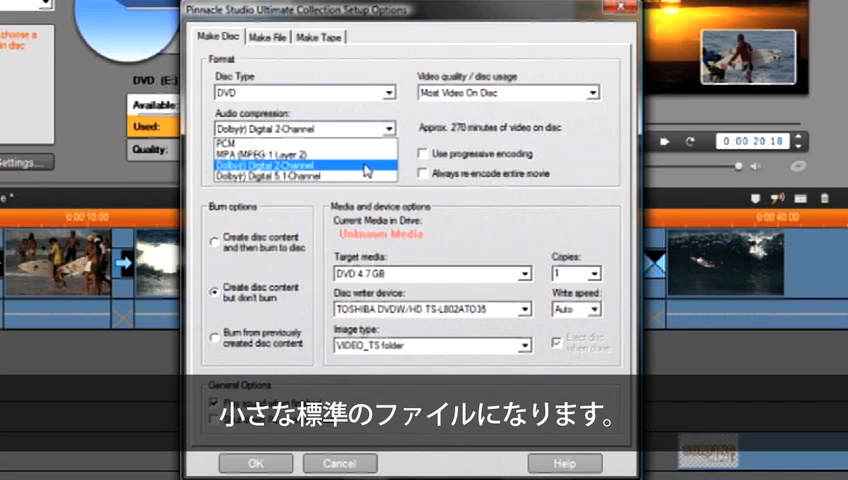 Pinnacle Studio Ultimate Collection Setup Options
Make Disc
Make File
Make Tape
choose a
in disc
DVD (E:)
Available:
Used:
Quality:
Settings...
Format
Disc Type
DVD
Video quality / disc usage
Most Video On Disc
Audio compression:
Dolby(r) Digital 2-Channel
Approx. 270 minutes of video on disc
PCM
MPA (MPEG-1 Layer 2)
Dolby(r) Digital 2-Channel
Dolby(r) Digital 5.1-Channel
Use progressive encoding
Always re-encode entire movie
0:00:20.18
0:00:10:00
0:00:40:00
Burn options
Create disc content
and then burn to disc
Create disc content
but don't burn
Burn from previously
created disc content
Media and device options
Current Media in Drive:
Unknown Media
Target media:
DVD 4.7 GB
Copies:
1
Disc writer device:
TOSHIBA DVDW/HD TS-L802ATO35
Write speed:
Auto
Image type:
VIDEO_TS folder
Eject disc
when done
General Options
小さな標準のファイルになります。
OK
Cancel
Help